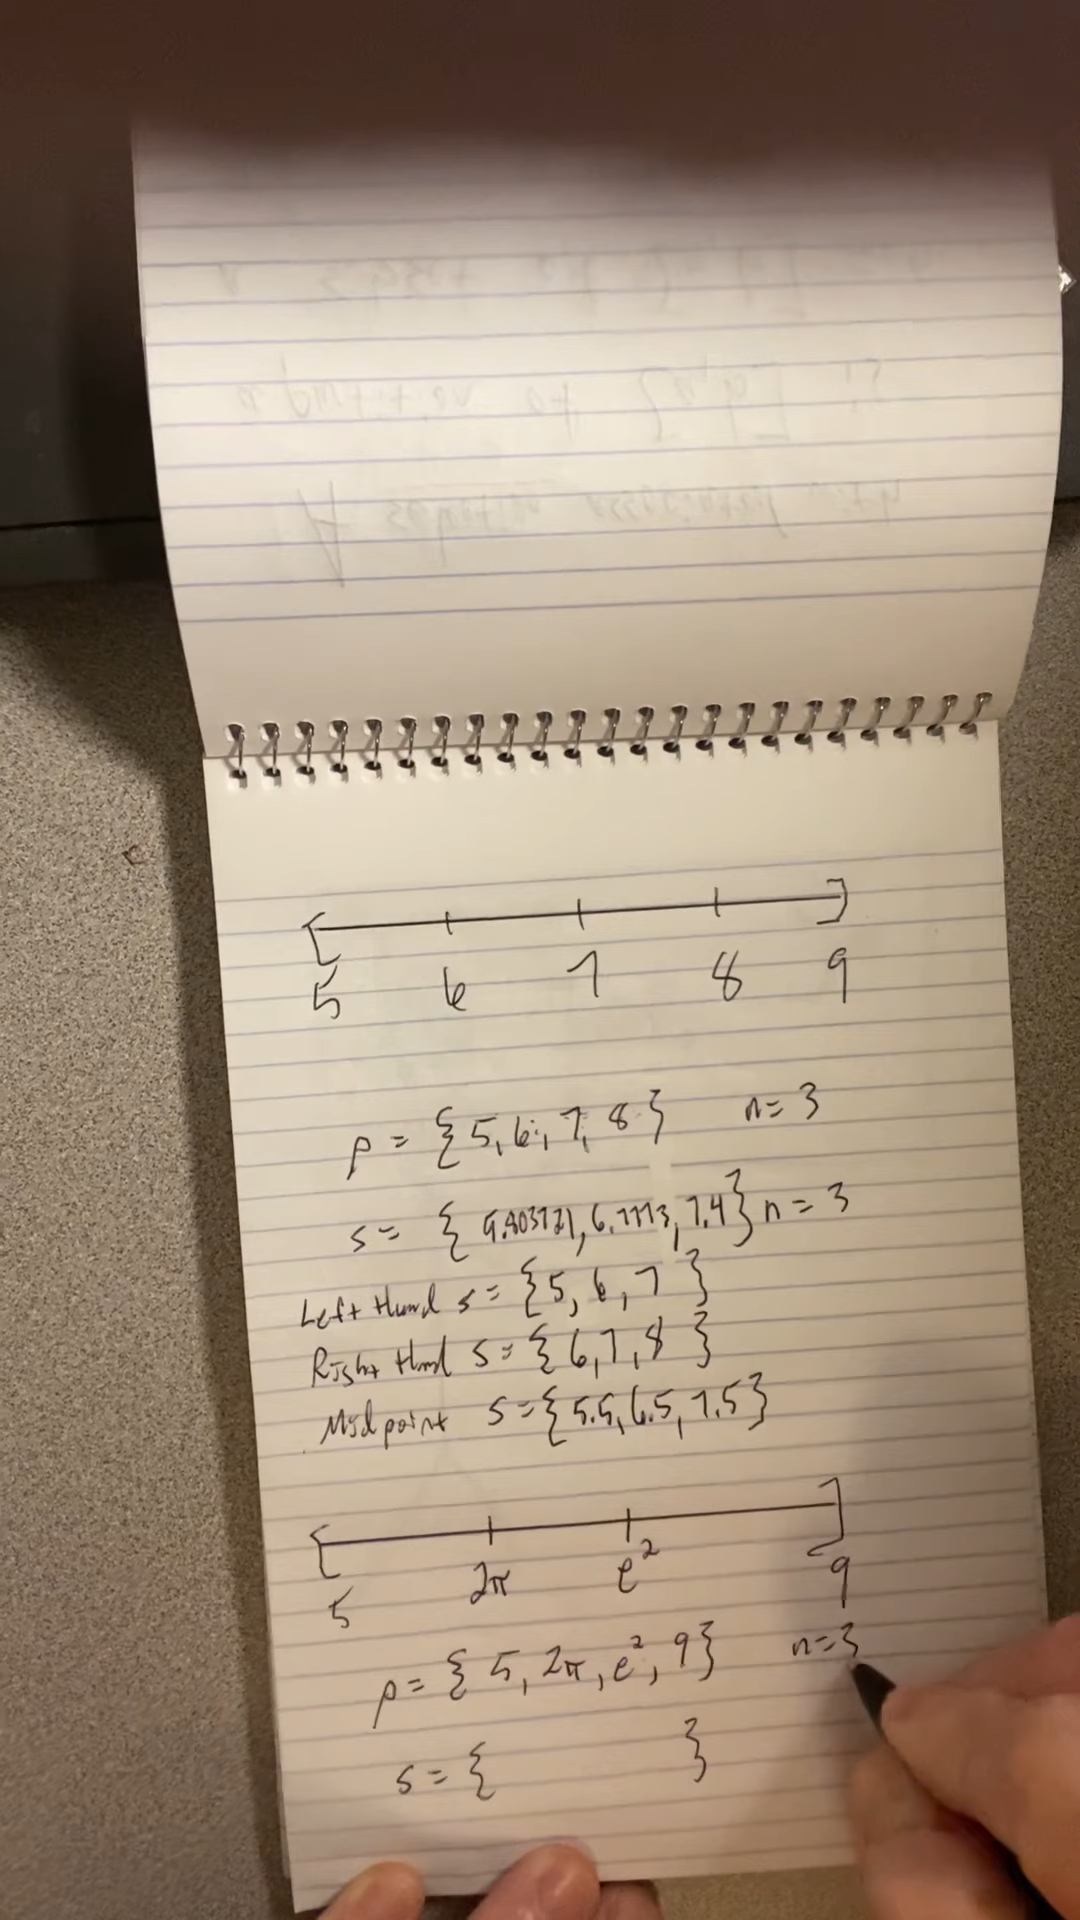 5 6 7 8 9
P = {5, 6, 7, 8} n = 3
s = {5.803721, 6.7773, 7.4} n = 3
Left Hand s = {5, 6, 7 }
Right Hand s = {6, 7, 8 }
Midpoint s = {5.5, 6.5, 7.5}
5 2π e² 9
P = { 5, 2π, e², 9} n = 3
s = { }